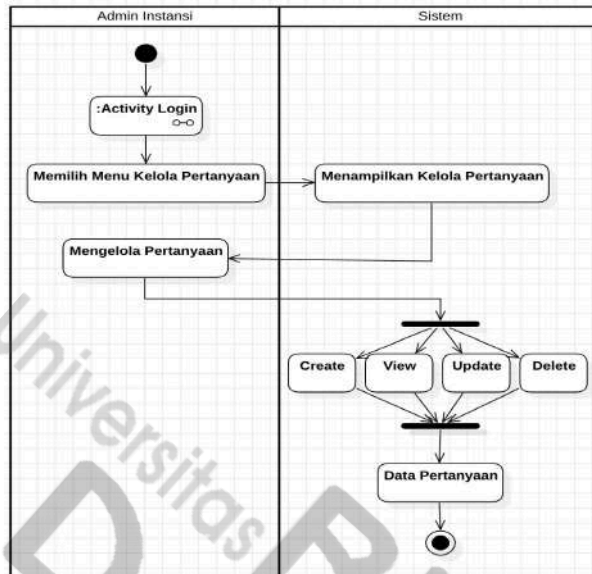 Admin Instansi
Sistem
:Activity Login
Memilih Menu Kelola Pertanyaan
Menampilkan Kelola Pertanyaan
Mengelola Pertanyaan
Create
View
Update
Delete
Data Pertanyaan
Universitas